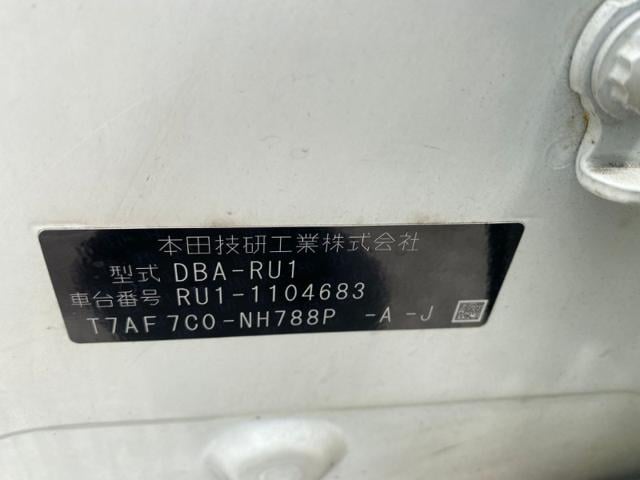 本田技研工業株式会社
型式 DBA-RU1
車台番号 RU1-1104683
T7AF7C0-NH788P -A -J